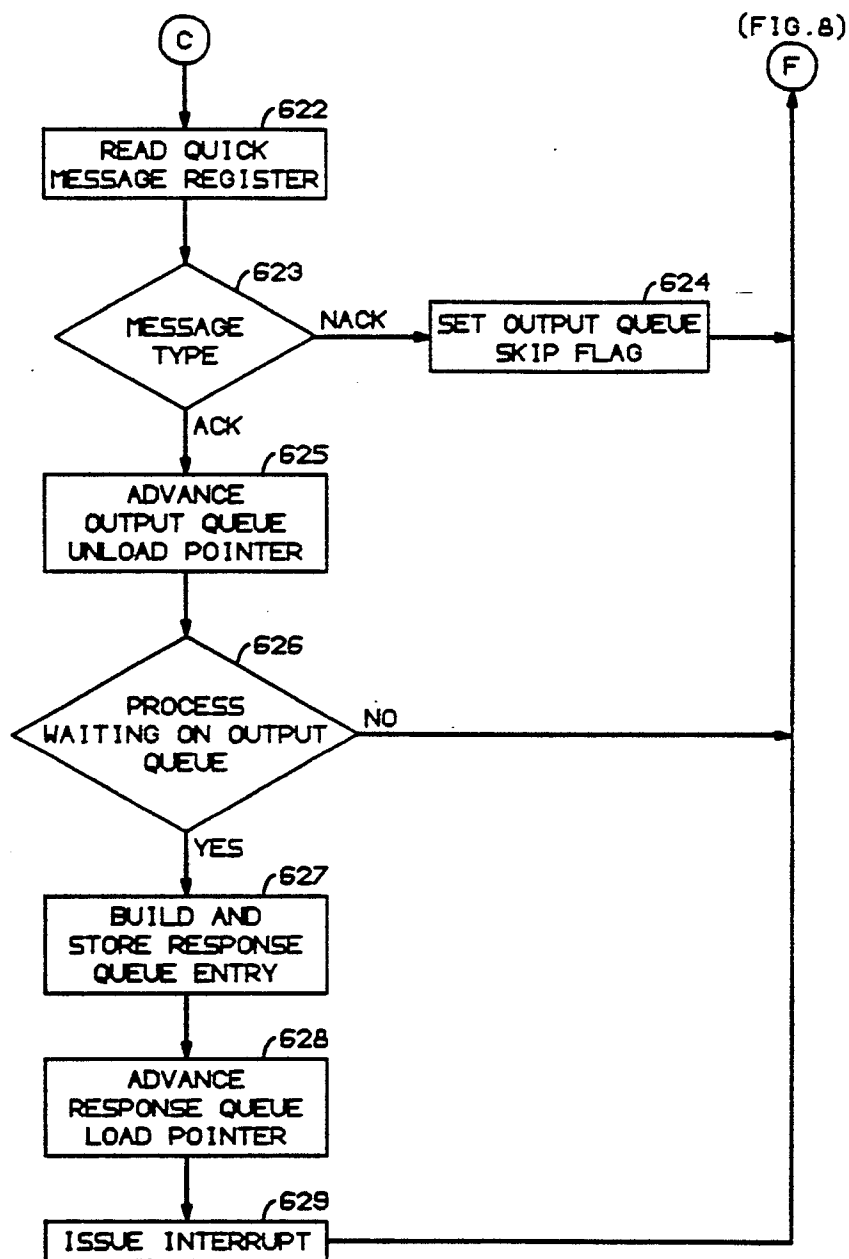 C
(FIG.8)
F
622
READ QUICK
MESSAGE REGISTER
623
MESSAGE
TYPE
NACK
624
SET OUTPUT QUEUE
SKIP FLAG
ACK
625
ADVANCE
OUTPUT QUEUE
UNLOAD POINTER
626
PROCESS
WAITING ON OUTPUT
QUEUE
NO
YES
627
BUILD AND
STORE RESPONSE
QUEUE ENTRY
628
ADVANCE
RESPONSE QUEUE
LOAD POINTER
629
ISSUE INTERRUPT